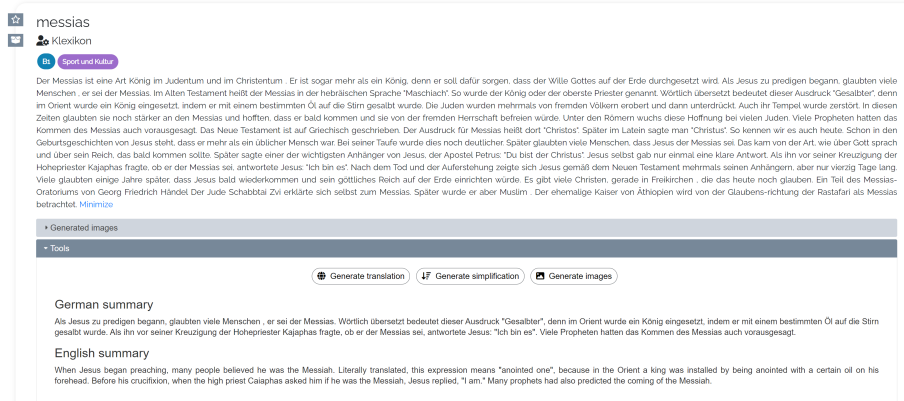 messias
Klexikon
B1 Sport und Kultur
Der Messias ist eine Art König im Judentum und im Christentum . Er ist sogar mehr als ein König, denn er soll dafür sorgen, dass der Wille Gottes auf der Erde durchgesetzt wird. Als Jesus zu predigen begann, glaubten viele
Menschen , er sei der Messias. Im Alten Testament heißt der Messias in der hebräischen Sprache "Maschiach". So wurde der König oder der oberste Priester genannt. Wörtlich übersetzt bedeutet dieser Ausdruck "Gesalbter", denn
im Orient wurde ein König eingesetzt, indem er mit einem bestimmten Öl auf die Stirn gesalbt wurde. Die Juden wurden mehrmals von fremden Völkern erobert und dann unterdrückt. Auch ihr Tempel wurde zerstört. In diesen
Zeiten glaubten sie noch stärker an den Messias und hofften, dass er bald kommen und sie von der fremden Herrschaft befreien würde. Unter den Römern wuchs diese Hoffnung bei vielen Juden. Viele Propheten hatten das
Kommen des Messias auch vorausgesagt. Das Neue Testament ist auf Griechisch geschrieben. Der Ausdruck für Messias heißt dort "Christos". Später im Latein sagte man "Christus". So kennen wir es auch heute. Schon in den
Geburtsgeschichten von Jesus steht, dass er mehr als ein üblicher Mensch war. Bei seiner Taufe wurde dies noch deutlicher. Später glaubten viele Menschen, dass Jesus der Messias sei. Das kam von der Art, wie über Gott sprach
und über sein Reich, das bald kommen sollte. Später sagte einer der wichtigsten Anhänger von Jesus, der Apostel Petrus: "Du bist der Christus". Jesus selbst gab nur einmal eine klare Antwort. Als ihn vor seiner Kreuzigung der
Hohepriester Kajaphas fragte, ob er der Messias sei, antwortete Jesus: "Ich bin es". Nach dem Tod und der Auferstehung zeigte sich Jesus gemäß dem Neuen Testament mehrmals seinen Anhängern, aber nur vierzig Tage lang.
Viele glaubten einige Jahre später, dass Jesus bald wiederkommen und sein göttliches Reich auf der Erde einrichten würde. Es gibt viele Christen, gerade in Freikirchen , die das heute noch glauben. Ein Teil des Messias-
Oratoriums von Georg Friedrich Händel Der Jude Schabbtai Zvi erklärte sich selbst zum Messias. Später wurde er aber Muslim . Der ehemalige Kaiser von Äthiopien wird von der Glaubens-richtung der Rastafari als Messias
betrachtet. Minimize
Generated images
Tools
Generate translation Generate simplification Generate images
German summary
Als Jesus zu predigen begann, glaubten viele Menschen , er sei der Messias. Wörtlich übersetzt bedeutet dieser Ausdruck "Gesalbter", denn im Orient wurde ein König eingesetzt, indem er mit einem bestimmten Öl auf die Stirn
gesalbt wurde. Als ihn vor seiner Kreuzigung der Hohepriester Kajaphas fragte, ob er der Messias sei, antwortete Jesus: "Ich bin es". Viele Propheten hatten das Kommen des Messias auch vorausgesagt.
English summary
When Jesus began preaching, many people believed he was the Messiah. Literally translated, this expression means "anointed one", because in the Orient a king was installed by being anointed with a certain oil on his
forehead. Before his crucifixion, when the high priest Caiaphas asked him if he was the Messiah, Jesus replied, "I am." Many prophets had also predicted the coming of the Messiah.